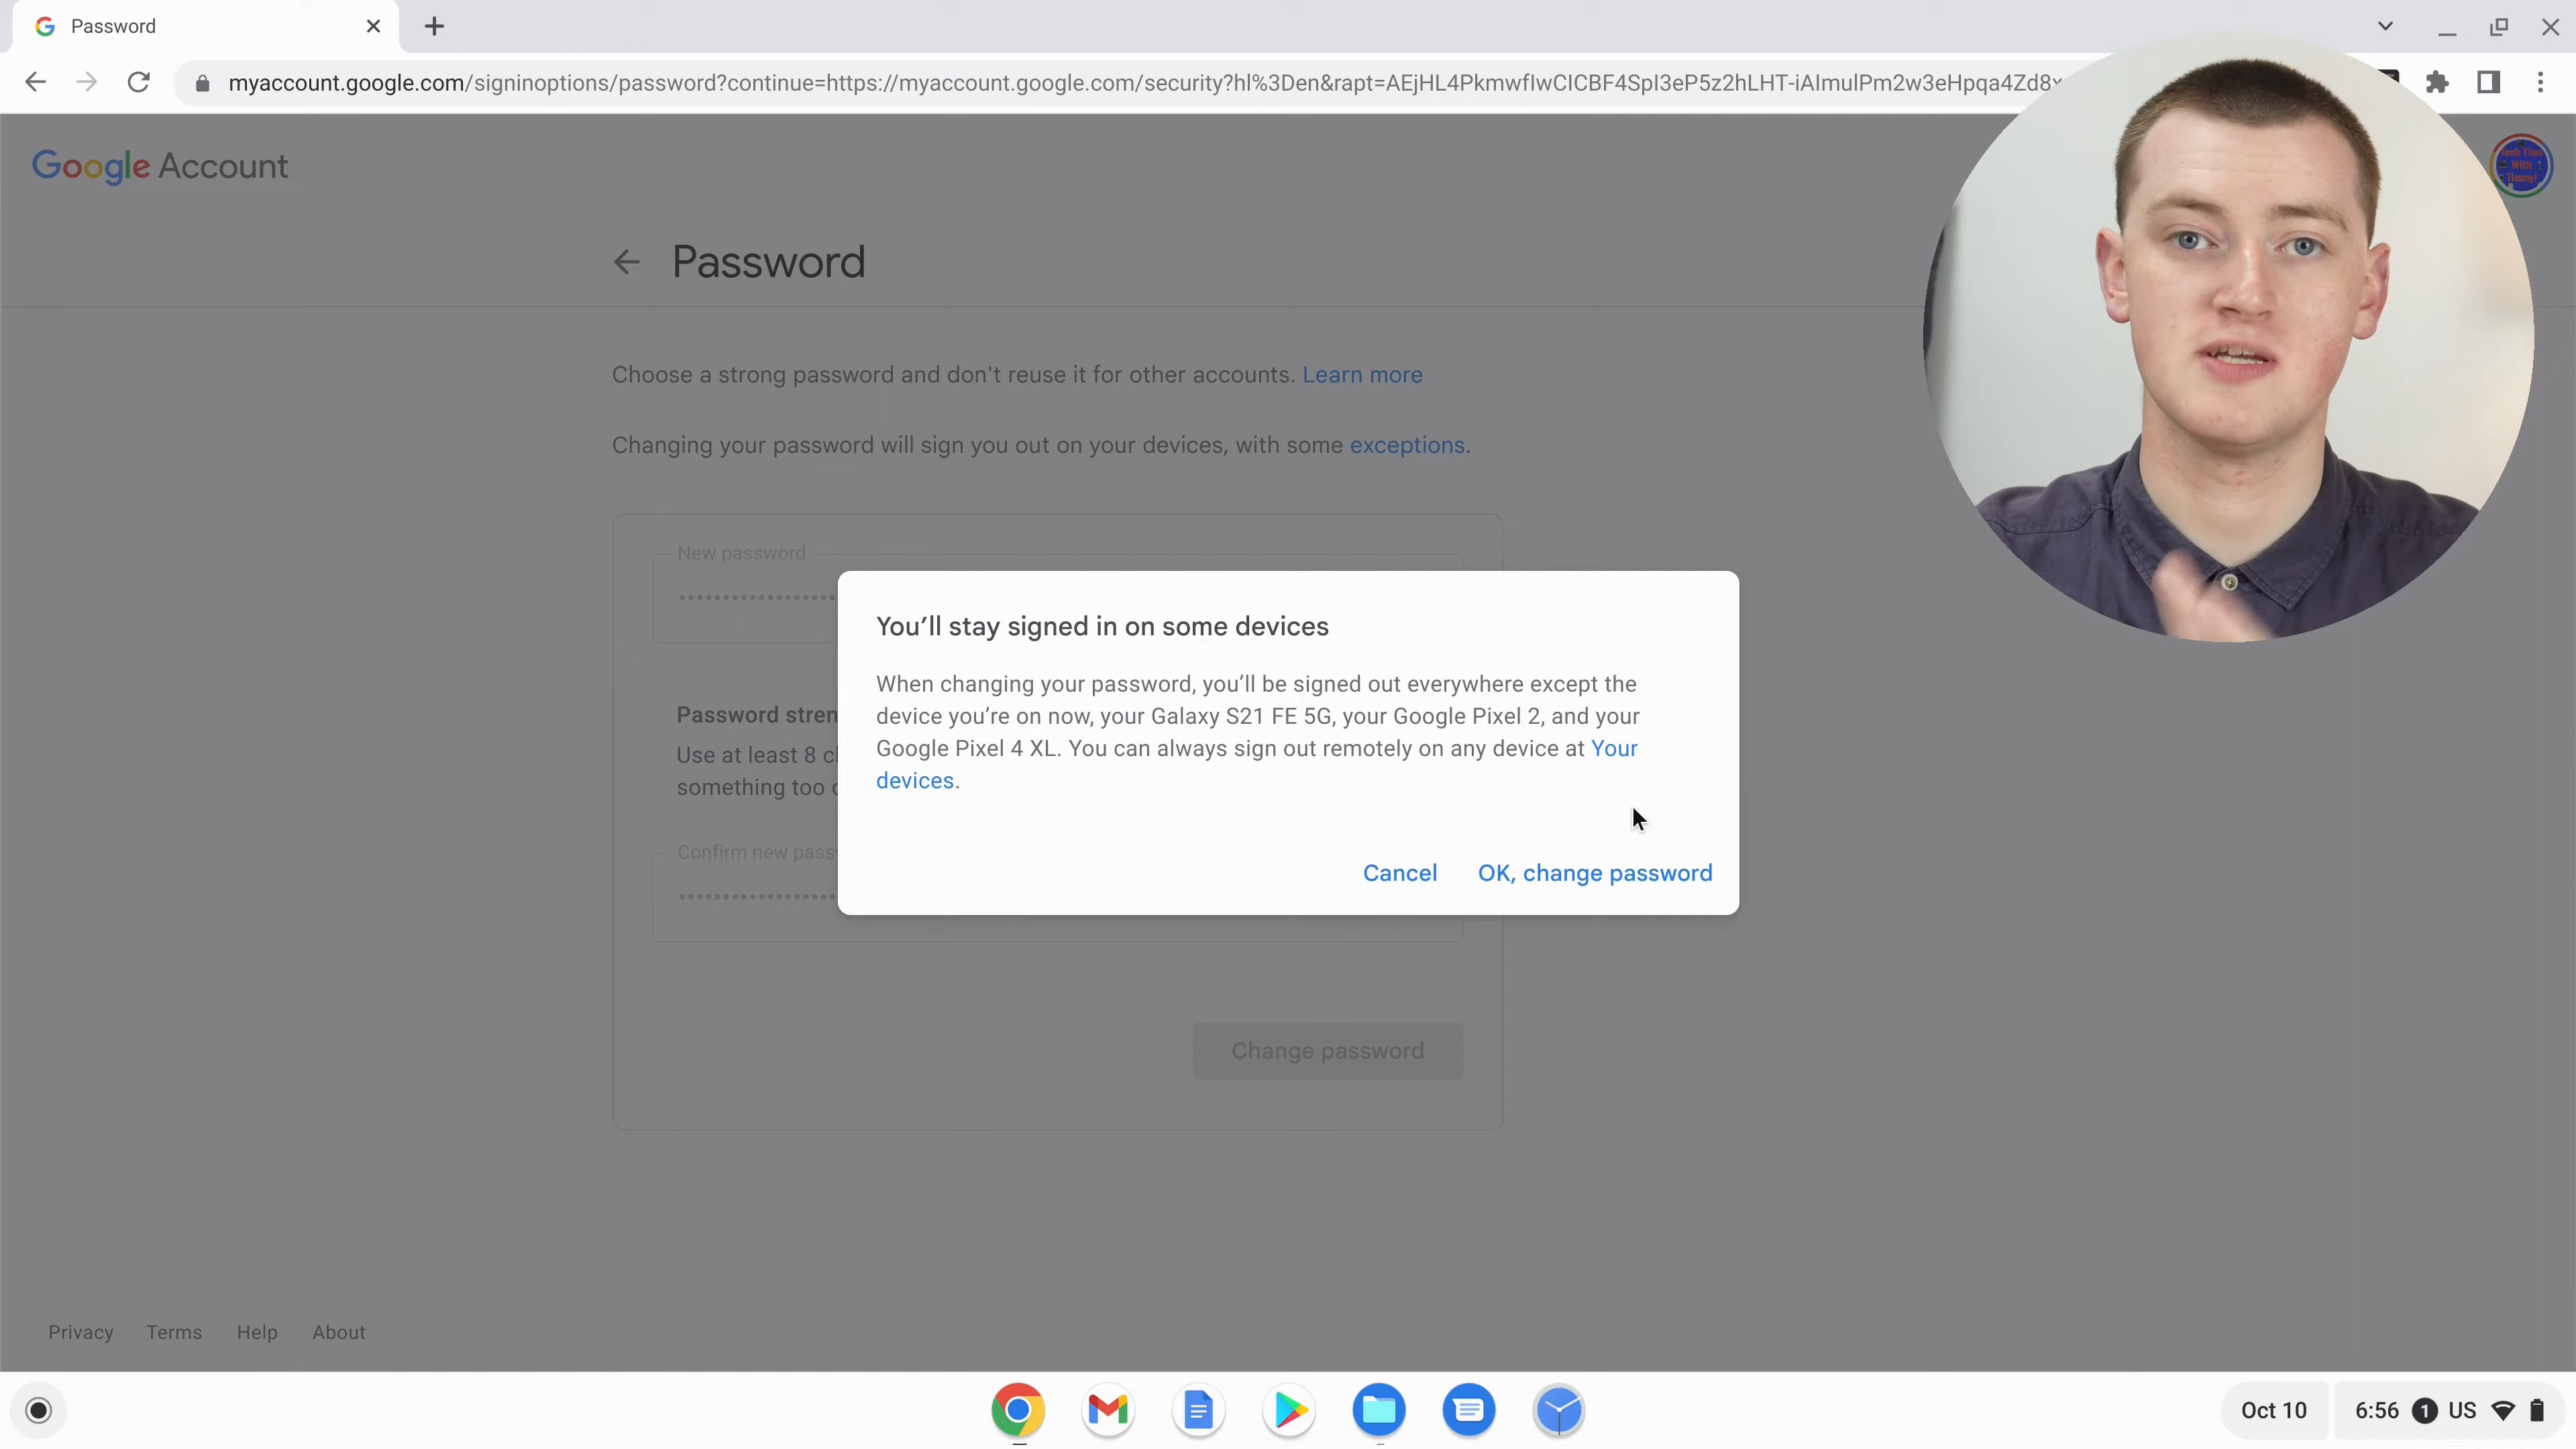 Password
myaccount.google.com/signinoptions/password?continue=https://myaccount.google.com/security?hl%3Den&rapt=AEjHL4PkmwfIwCICBF4SpI3eP5z2hLHT-iAImulPm2w3eHpqa4Zd8x
Google Account
Tech Time
With
Timmy!
Password
Choose a strong password and don't reuse it for other accounts. Learn more
Changing your password will sign you out on your devices, with some exceptions.
New password
You’ll stay signed in on some devices
When changing your password, you’ll be signed out everywhere except the
device you’re on now, your Galaxy S21 FE 5G, your Google Pixel 2, and your
Google Pixel 4 XL. You can always sign out remotely on any device at Your
devices.
Cancel OK, change password
Password stren
Use at least 8 c
something too
Confirm new pass
Change password
Privacy Terms Help About
Oct 10 6:56 1 US